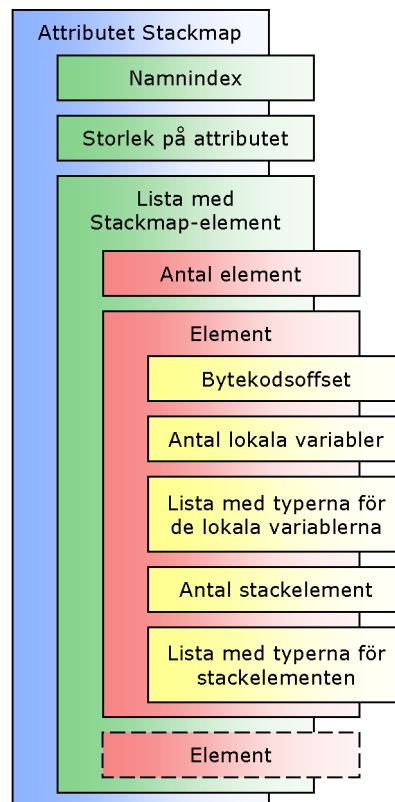 Attributet Stackmap
Namnindex
Storlek på attributet
Lista med
Stackmap-element
Antal element
Element
Bytekodsoffset
Antal lokala variabler
Lista med typerna för
de lokala variablerna
Antal stackelement
Lista med typerna för
stackelementen
Element